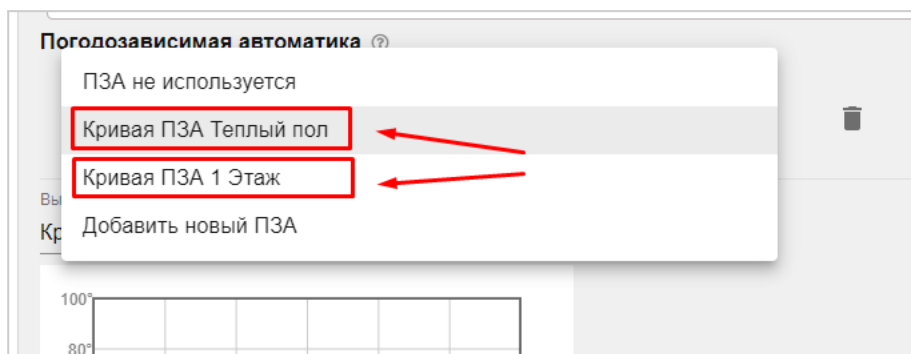 Погодозависимая автоматика ?
ПЗА не используется
Кривая ПЗА Теплый пол
Кривая ПЗА 1 Этаж
Вы
Кр
Добавить новый ПЗА
100°
80°